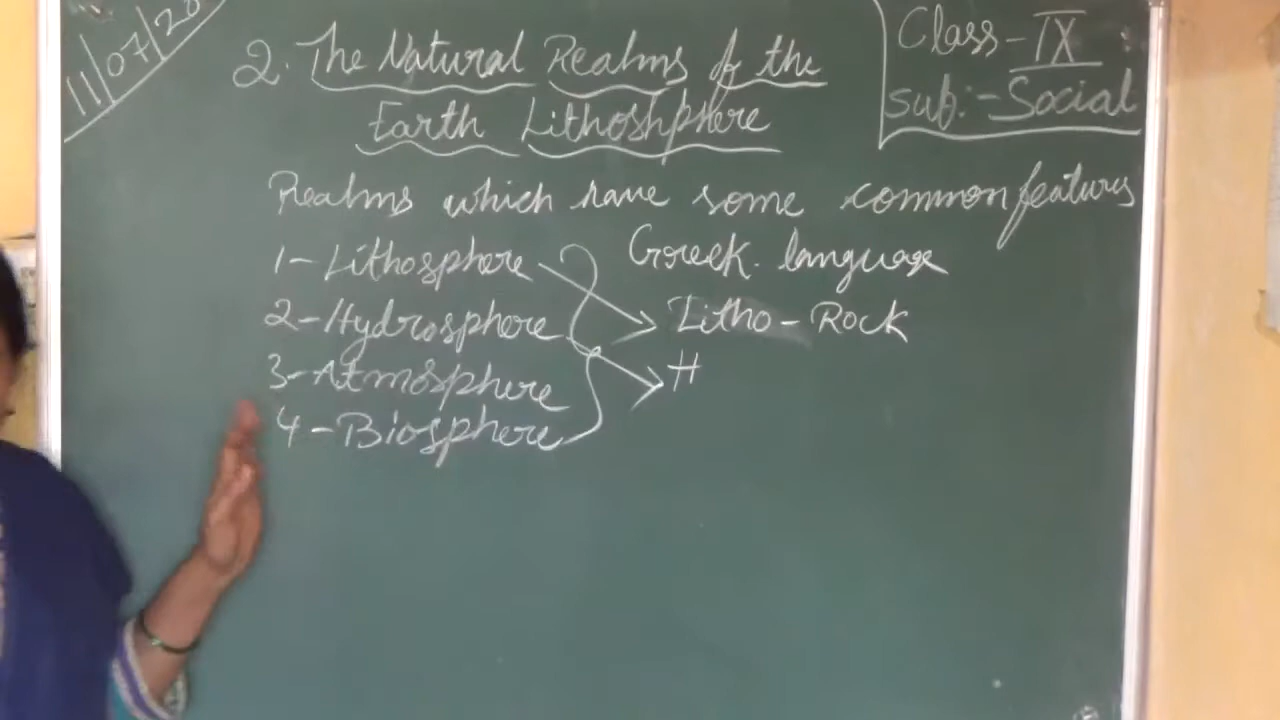 11/07/20
Class-IX :
Sub:-Social
2. The Natural Realms of the
Earth Lithoshphere
Realms which have some common features
1-Lithosphere
2-Hydrosphere
3-Atmosphere
4-Biosphere
Greek language
Litho-Rock
H